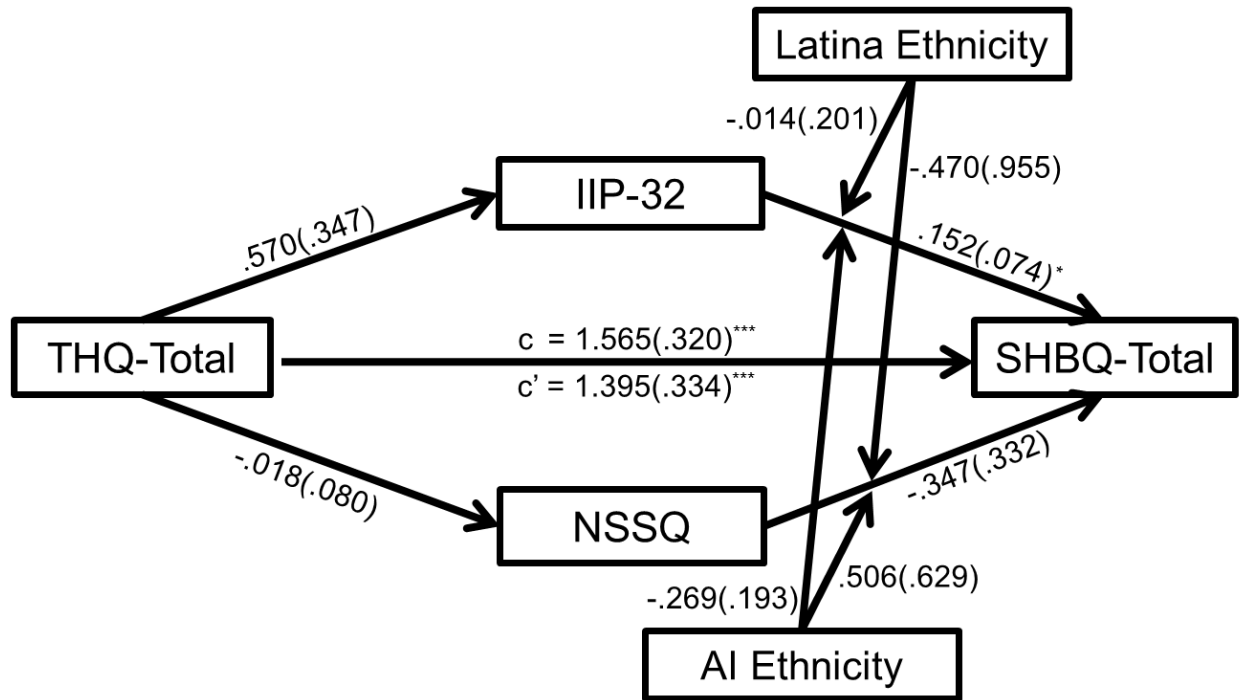 Latina Ethnicity
-.014(.201)
-.470(.955)
IIP-32
.570(.347)
.152(.074)*
THQ-Total
c = 1.565(.320)***
c' = 1.395(.334)***
SHBQ-Total
-.018(.080)
-.347(.332)
NSSQ
.506(.629)
-.269(.193)
AI Ethnicity